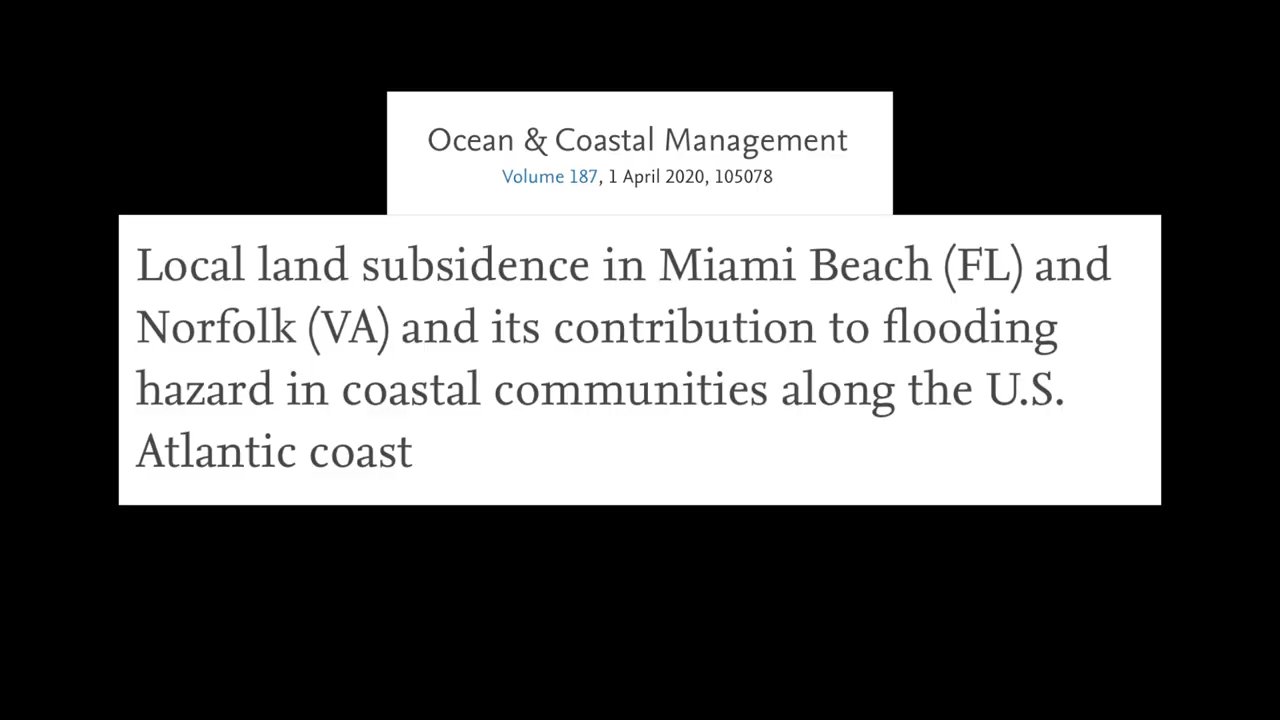 Ocean & Coastal Management
Volume 187, 1 April 2020, 105078
Local land subsidence in Miami Beach (FL) and
Norfolk (VA) and its contribution to flooding
hazard in coastal communities along the U.S.
Atlantic coast